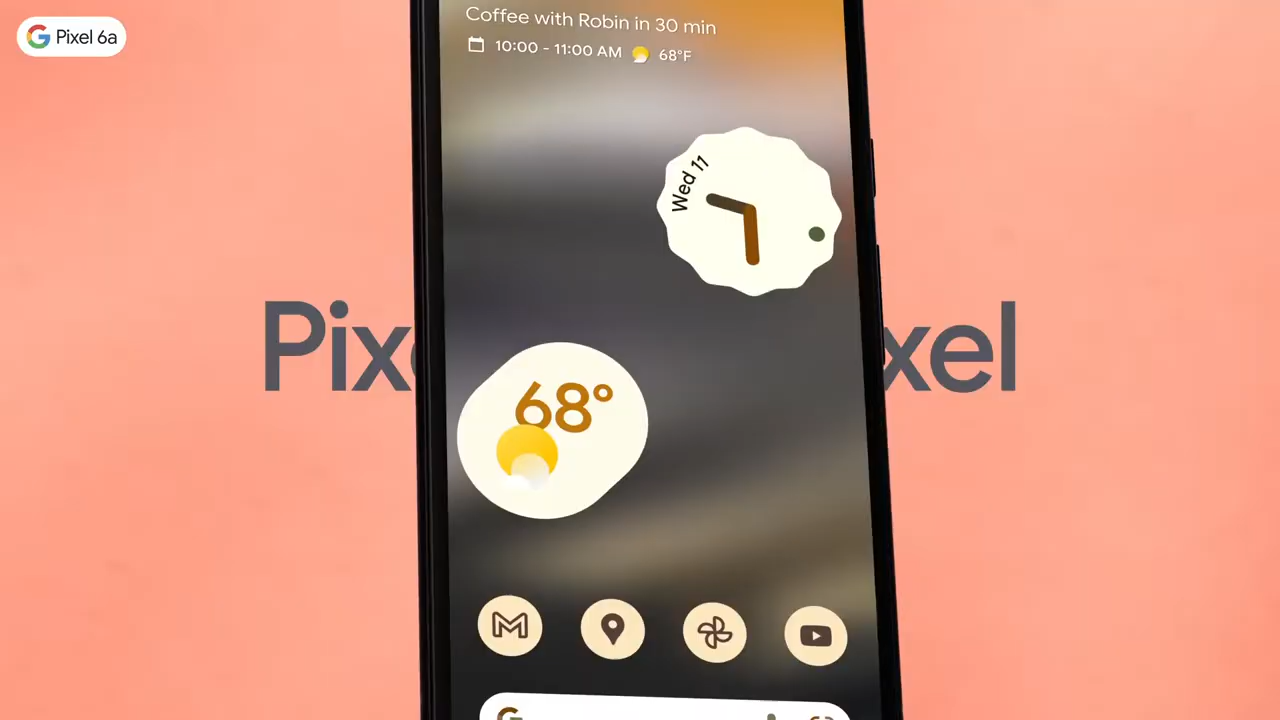 Pixel 6a
Coffee with Robin in 30 min
10:00 - 11:00 AM 68°F
Wed 11
Pix xel
68°